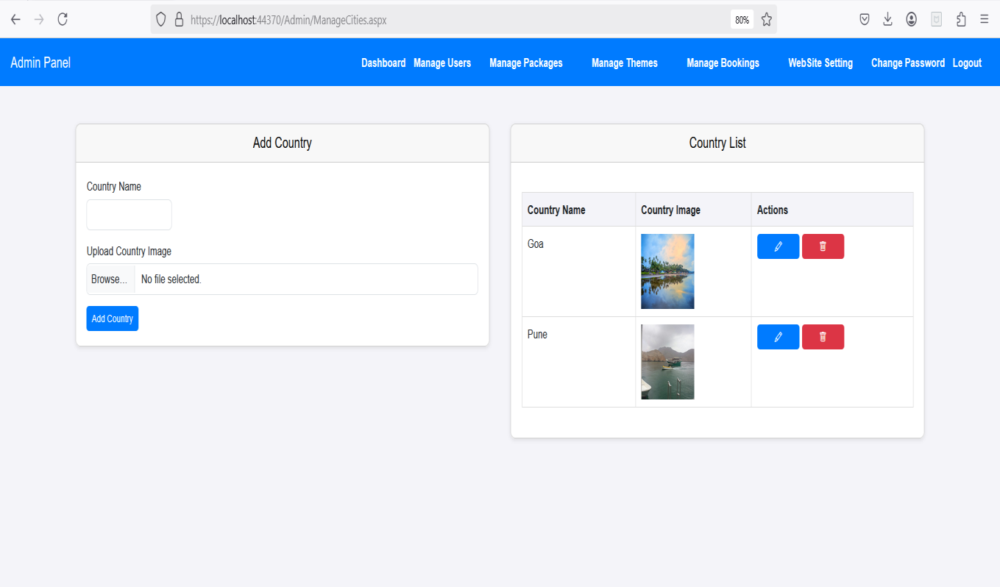 https://localhost:44370/Admin/ManageCities.aspx 80%
Admin Panel Dashboard Manage Users Manage Packages Manage Themes Manage Bookings WebSite Setting Change Password Logout
Add Country
Country Name
Upload Country Image
Browse... No file selected.
Add Country
Country List
Country Name Country Image Actions
Goa
Pune